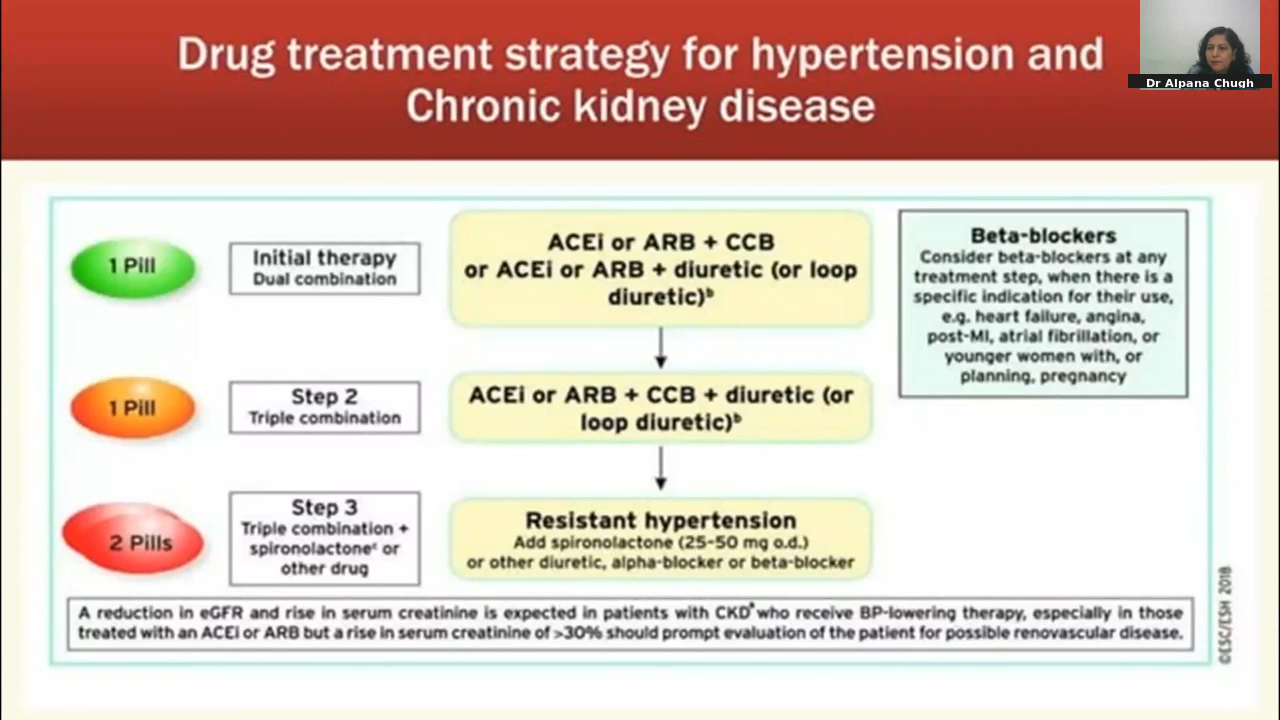 Drug treatment strategy for hypertension and
Chronic kidney disease
Dr Alpana Chugh
1 Pill
Initial therapy
Dual combination
ACEi or ARB + CCB
or ACEi or ARB + diuretic (or loop
diuretic)ᵇ
Beta-blockers
Consider beta-blockers at any
treatment step, when there is a
specific indication for their use,
e.g. heart failure, angina,
post-MI, atrial fibrillation, or
younger women with, or
planning, pregnancy
1 Pill
Step 2
Triple combination
ACEi or ARB + CCB + diuretic (or
loop diuretic)ᵇ
2 Pills
Step 3
Triple combination +
spironolactoneᶜ or
other drug
Resistant hypertension
Add spironolactone (25-50 mg o.d.)
or other diuretic, alpha-blocker or beta-blocker
A reduction in eGFR and rise in serum creatinine is expected in patients with CKDᵃ who receive BP-lowering therapy, especially in those
treated with an ACEi or ARB but a rise in serum creatinine of >30% should prompt evaluation of the patient for possible renovascular disease.
©ESC/ESH 2018